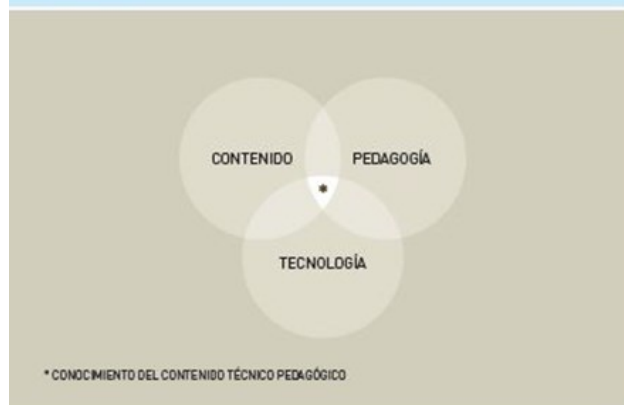 CONTENIDO PEDAGOGÍA
*
TECNOLOGÍA
* CONOCIMIENTO DEL CONTENIDO TÉCNICO PEDAGÓGICO